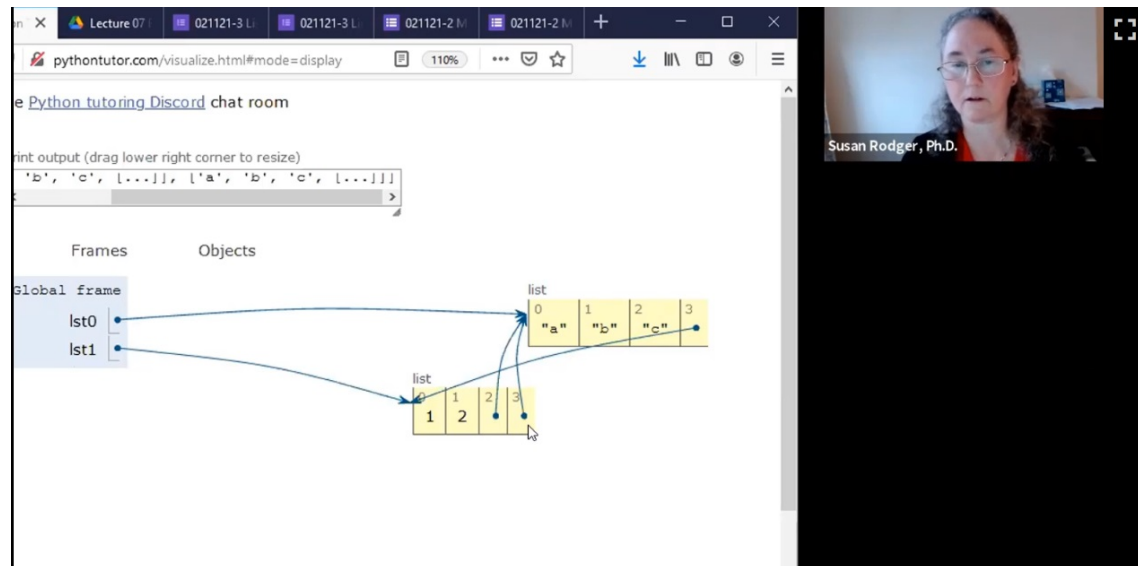 n X Lecture 07 F 021121-3 Li 021121-3 Li 021121-2 M 021121-2 M + − □ X
pythontutor.com/visualize.html#mode=display 110% ...
e Python tutoring Discord chat room
Susan Rodger, Ph.D.
rint output (drag lower right corner to resize)
'b', 'c', [...]], ['a', 'b', 'c', [...]]]
Frames Objects
Global frame
list
0 1 2 3
lst0
"a" "b" "c"
lst1
list
0 1 2 3
1 2